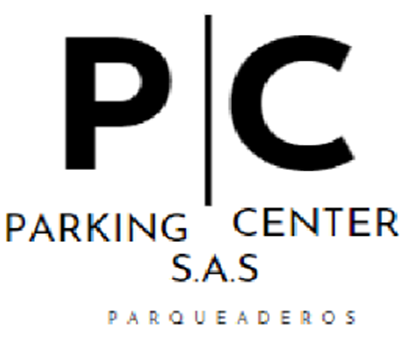 P|C
PARKING CENTER
S.A.S
PARQUEADEROS